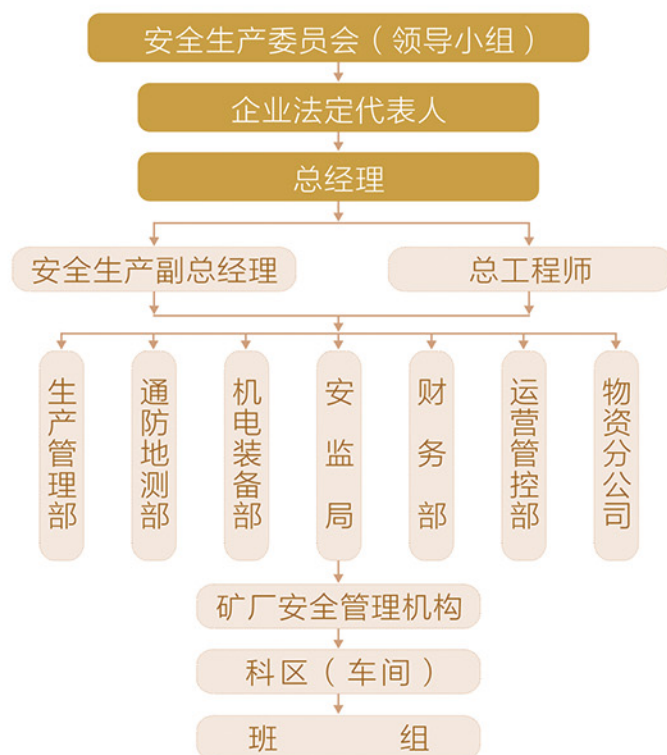 安全生产委员会（领导小组）
企业法定代表人
总经理
安全生产副总经理
总工程师
生产管理部
通防地测部
机电装备部
安监局
财务部
运营管控部
物资分公司
矿厂安全管理机构
科区（车间）
班组